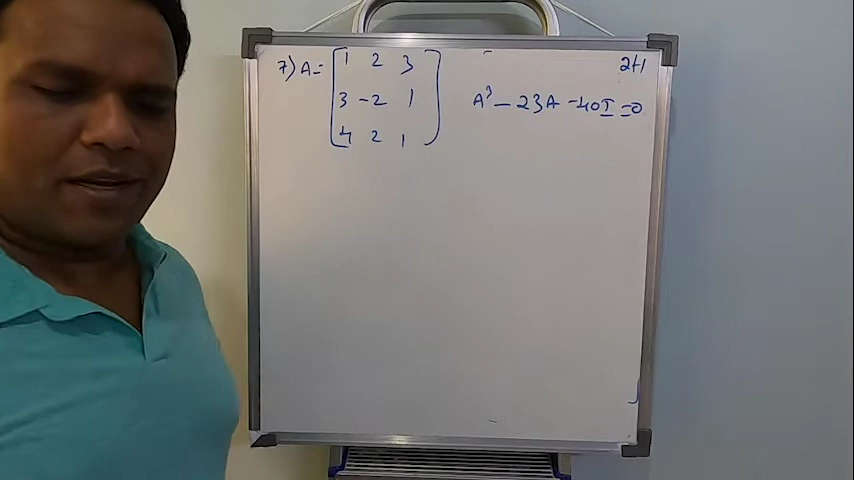 2+1
7) A = [1 2 3
3 -2 1
4 2 1]
A³ - 23A - 40I = 0